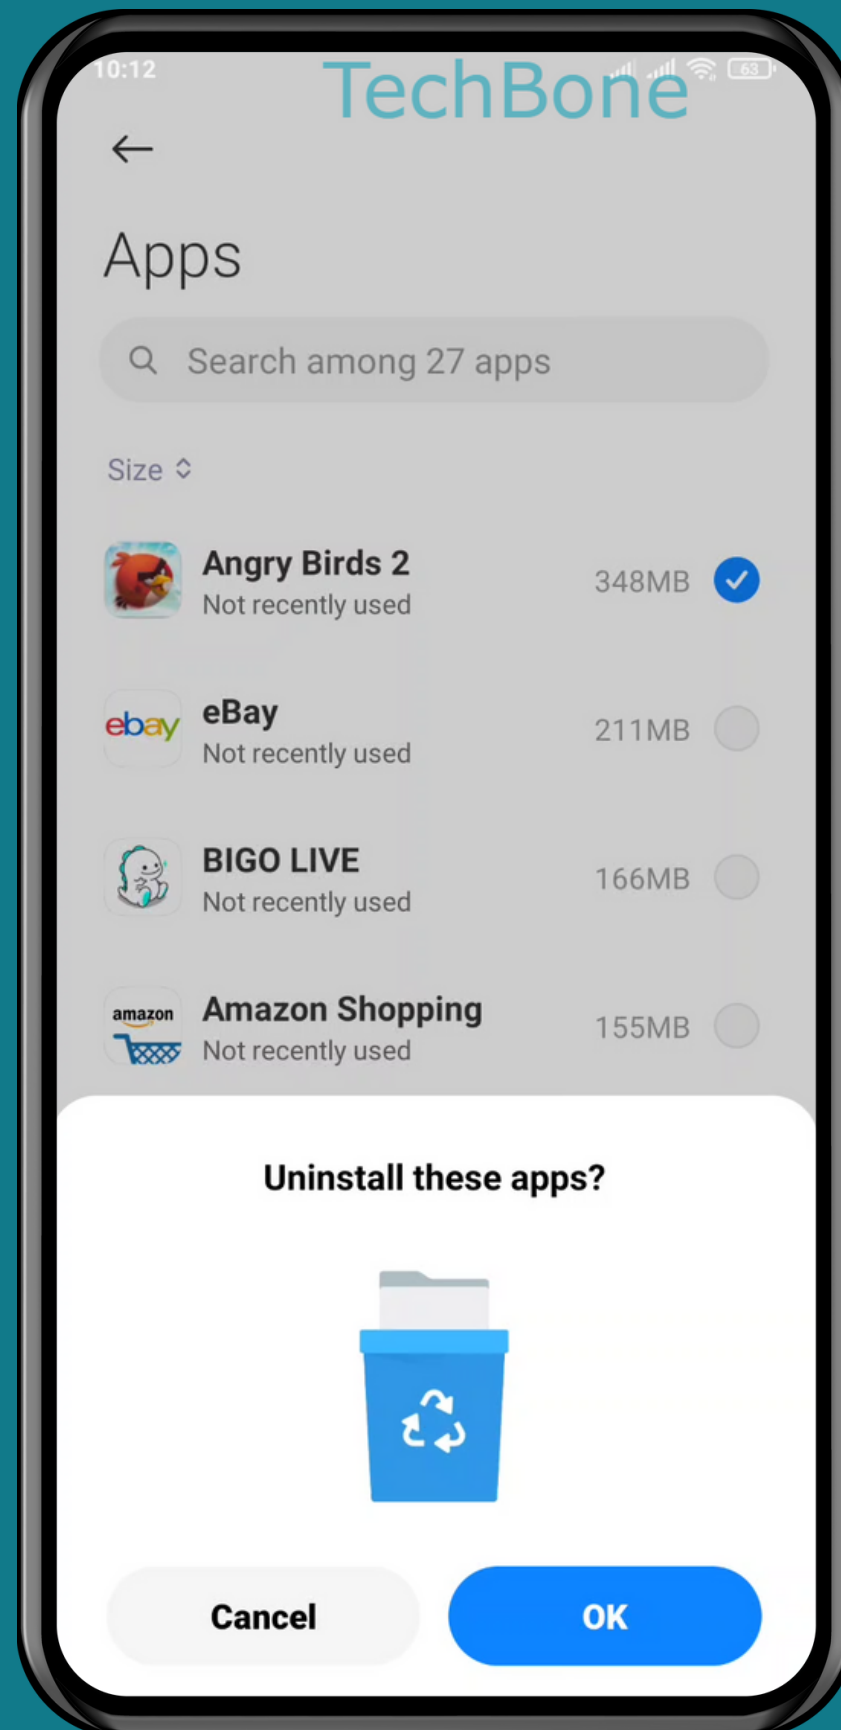 10:12
TechBone
63
Apps
Search among 27 apps
Size
Angry Birds 2
Not recently used
348MB
ebay
eBay
Not recently used
211MB
BIGO LIVE
Not recently used
166MB
amazon
Amazon Shopping
Not recently used
155MB
Uninstall these apps?
Cancel
OK